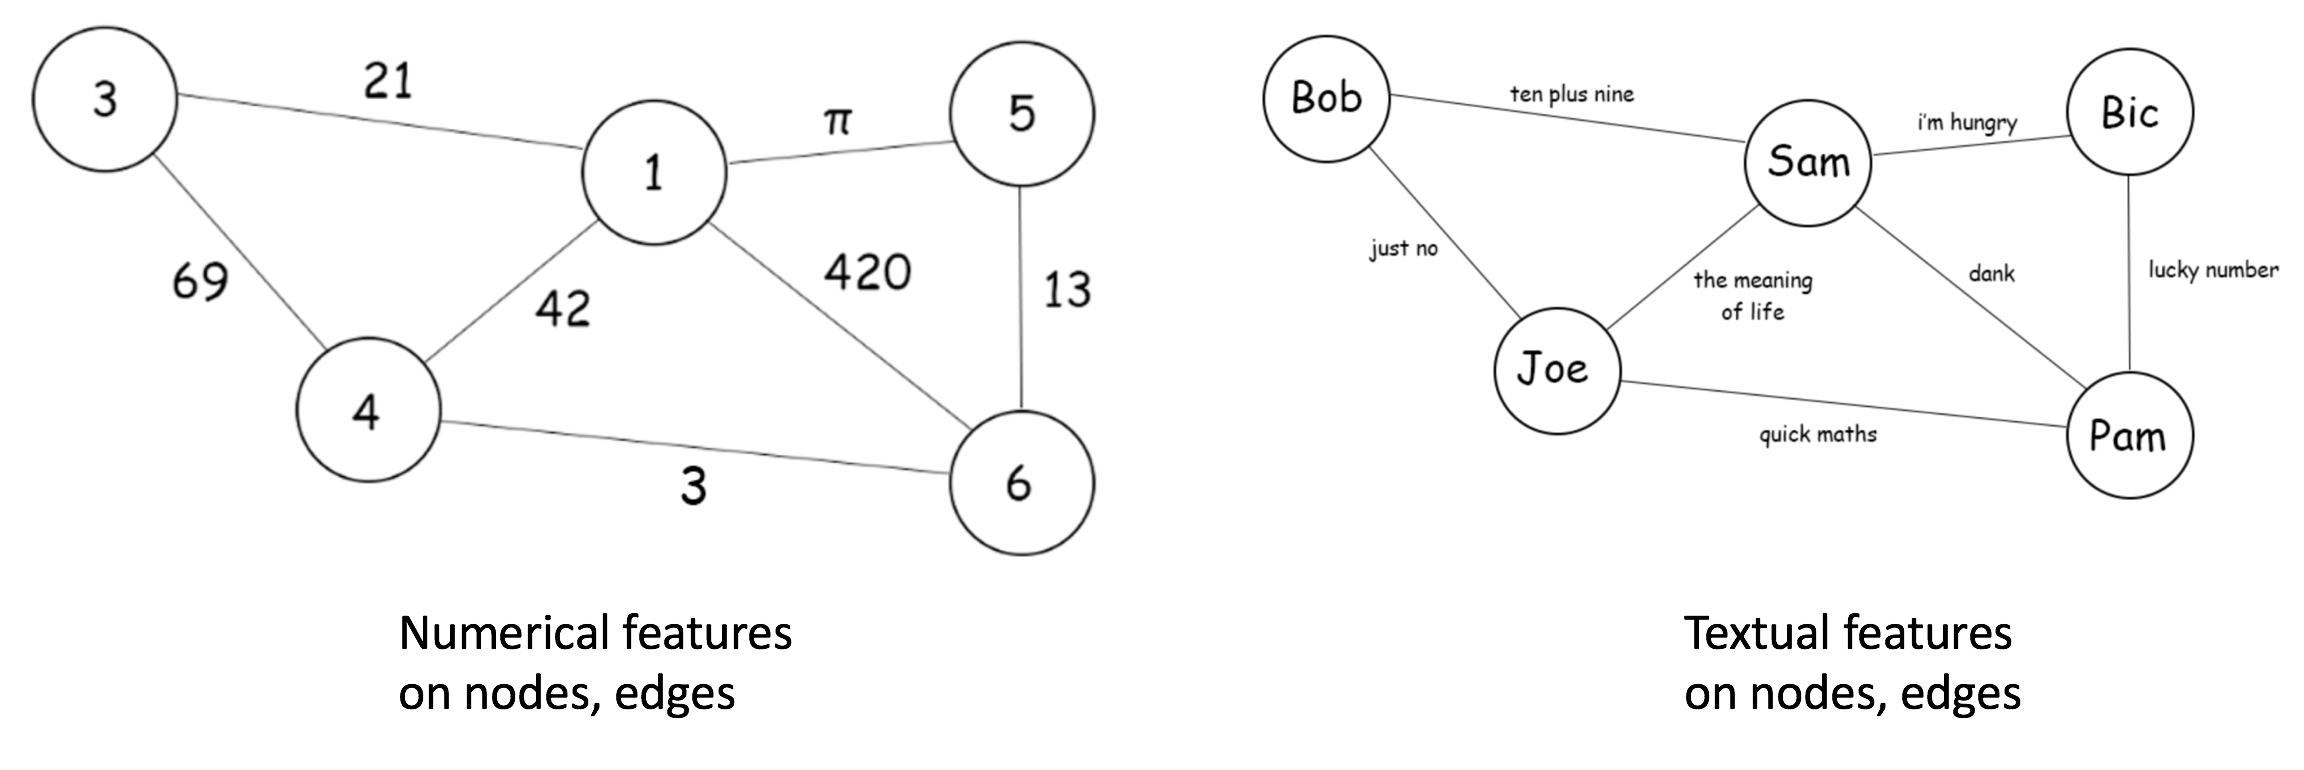 3
21
1
π
5
69
42
420
13
4
3
6
Numerical features
on nodes, edges
Bob
ten plus nine
Sam
i'm hungry
Bic
just no
the meaning
of life
dank
lucky number
Joe
quick maths
Pam
Textual features
on nodes, edges